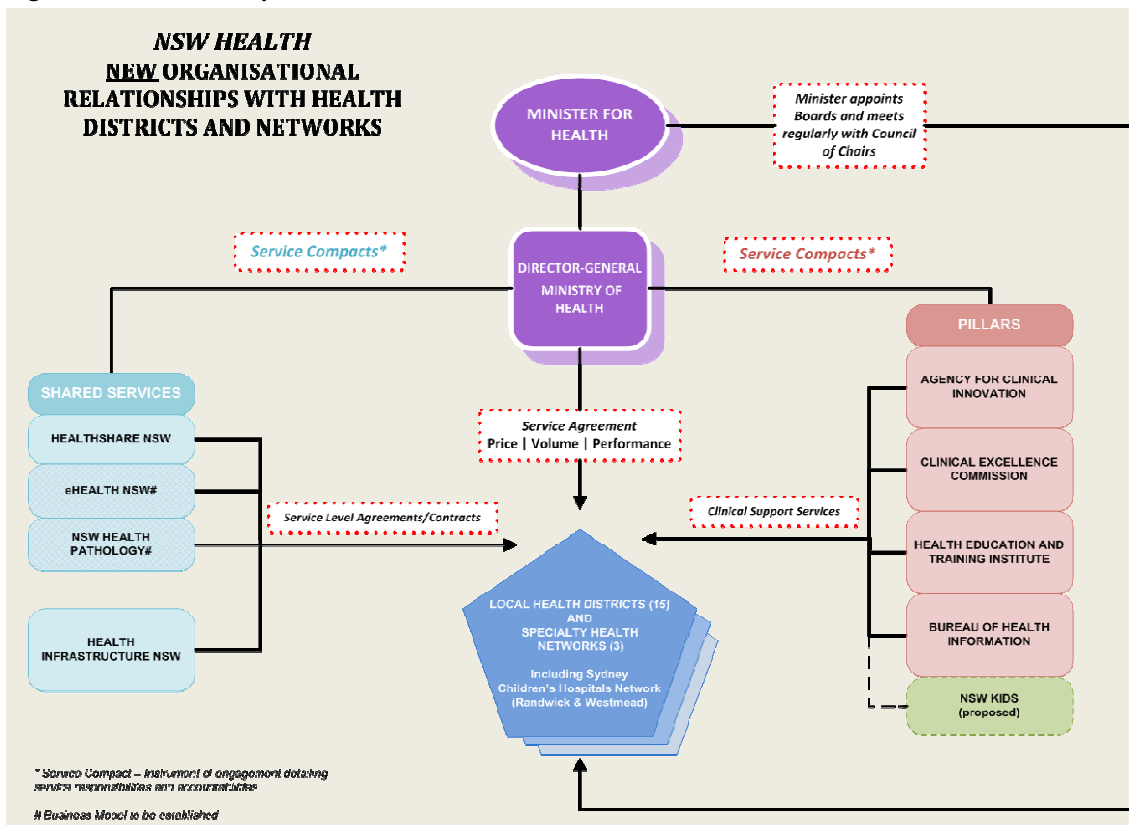 NSW HEALTH
NEW ORGANISATIONAL
RELATIONSHIPS WITH HEALTH
DISTRICTS AND NETWORKS
MINISTER FOR
HEALTH
Minister appoints
Boards and meets
regularly with Council
of Chairs
Service Compacts*
DIRECTOR-GENERAL
MINISTRY OF
HEALTH
Service Compacts*
SHARED SERVICES
HEALTHSHARE NSW
eHEALTH NSW#
NSW HEALTH
PATHOLOGY#
HEALTH
INFRASTRUCTURE NSW
Service Level Agreements/Contracts
Service Agreement
Price | Volume | Performance
Clinical Support Services
PILLARS
AGENCY FOR CLINICAL
INNOVATION
CLINICAL EXCELLENCE
COMMISSION
HEALTH EDUCATION AND
TRAINING INSTITUTE
BUREAU OF HEALTH
INFORMATION
NSW KIDS
(proposed)
LOCAL HEALTH DISTRICTS (15)
AND
SPECIALTY HEALTH
NETWORKS (3)
Including Sydney
Children's Hospitals Network
(Randwick & Westmead)
* Service Compact – Instrument of engagement detailing
service responsibilities and accountabilities
# Business Model to be established